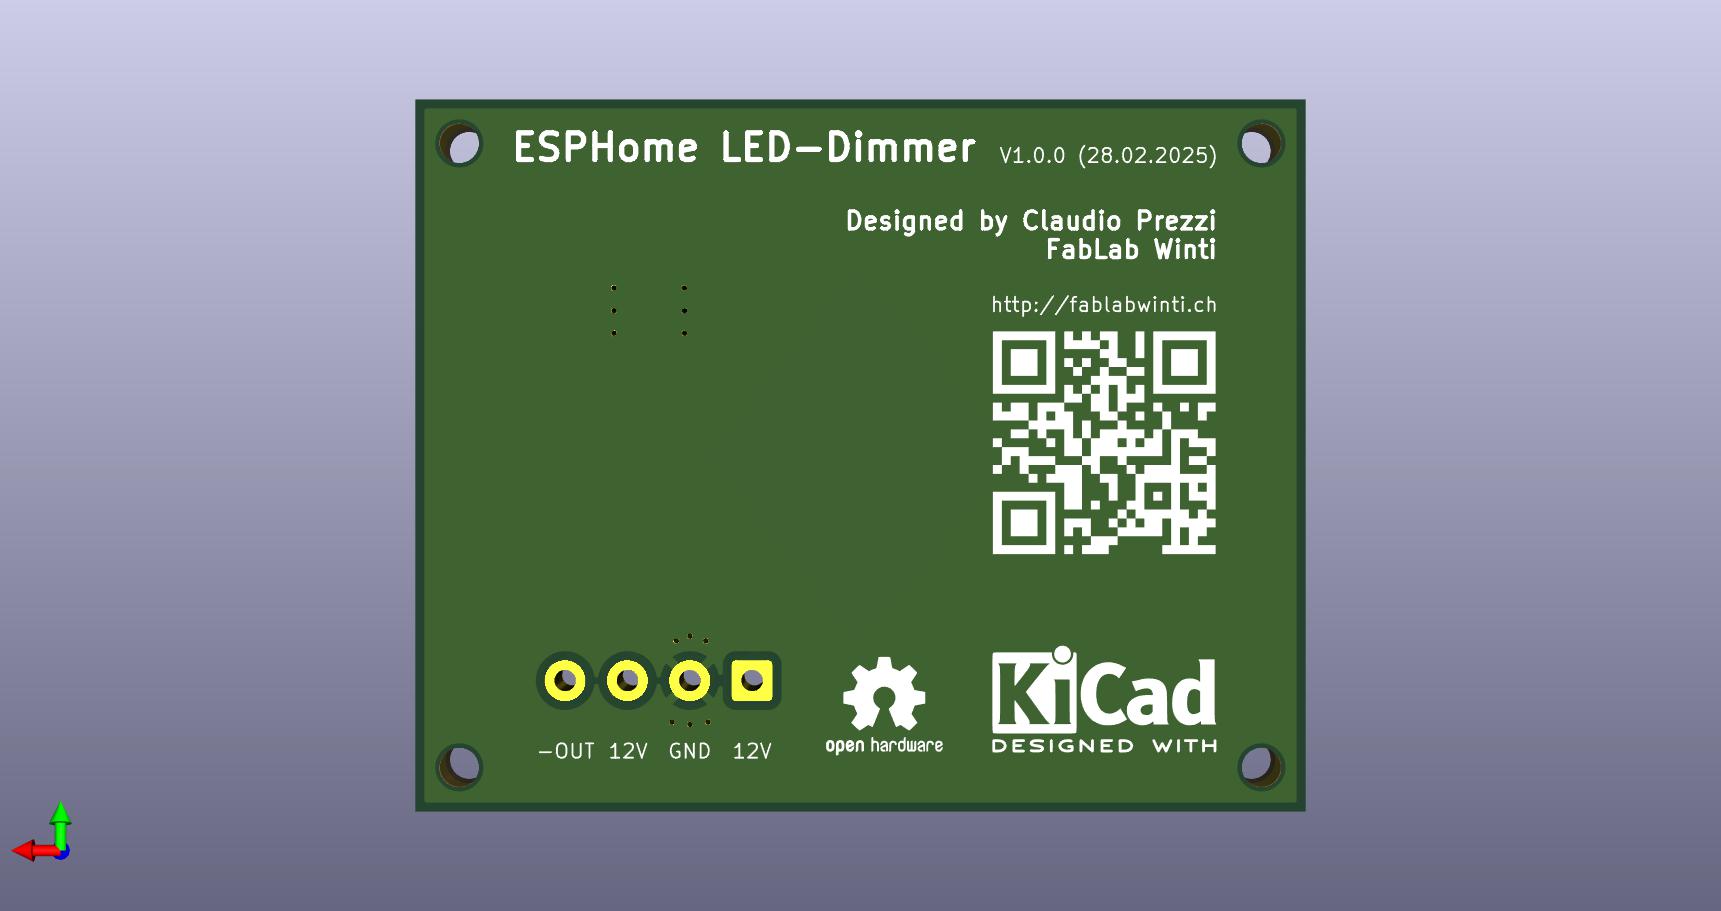 ESPHome LED-Dimmer V1.0.0 (28.02.2025)
Designed by Claudio Prezzi
FabLab Winti
http://fablabwinti.ch
-OUT 12V GND 12V
open hardware
KiCad
DESIGNED WITH